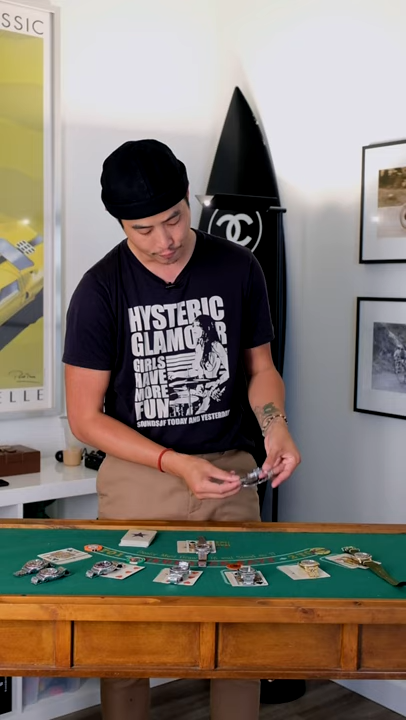 SSIC
HYSTERIC
GLAMOUR
GIRLS
HAVE
MORE
FUN
SOUNDS OF TODAY AND YESTERDAY
ELLE